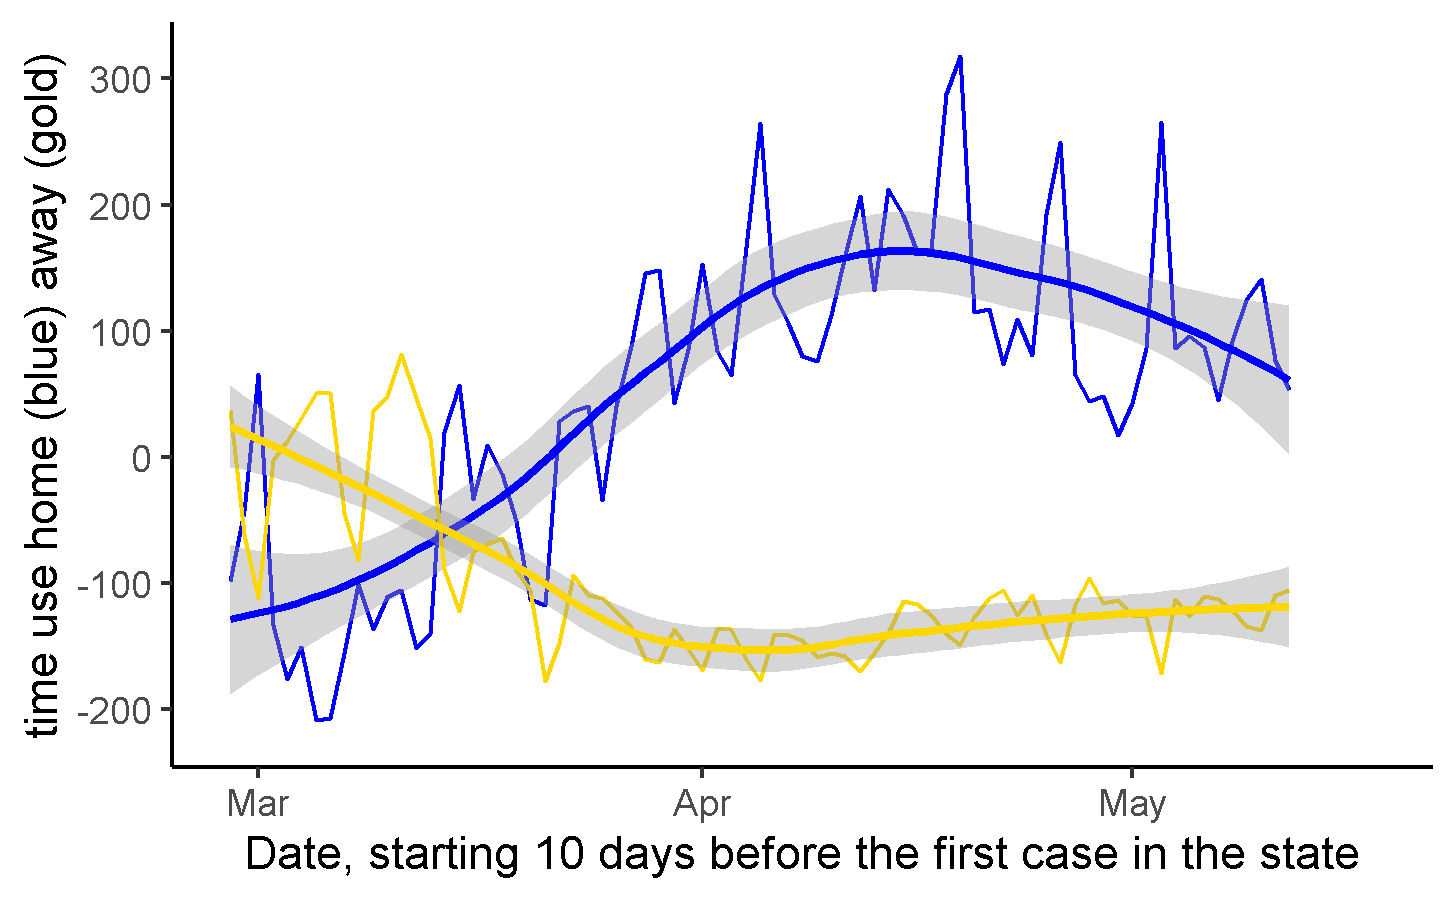 time use home (blue) away (gold)
300
200
100
0
-100
-200
Mar
Apr
May
Date, starting 10 days before the first case in the state